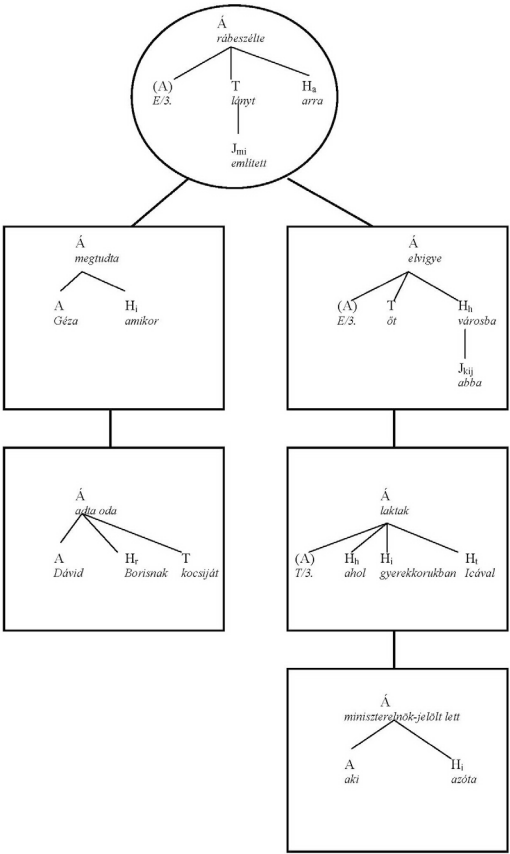 Á
rábeszélte
(A) T Hₐ
E/3. lányt arra
Jmi
említett
Á Á
megtudta elvigye
A Hi (A) T Hh
Géza amikor E/3. őt városba
Jkij
abba
Á Á
adta oda laktak
A Hr T (A) Hh Hi Ht
Dávid Borisnak kocsiját T/3. ahol gyerekkorukban Icával
Á
miniszterelnök-jelölt lett
A Hi
aki azóta